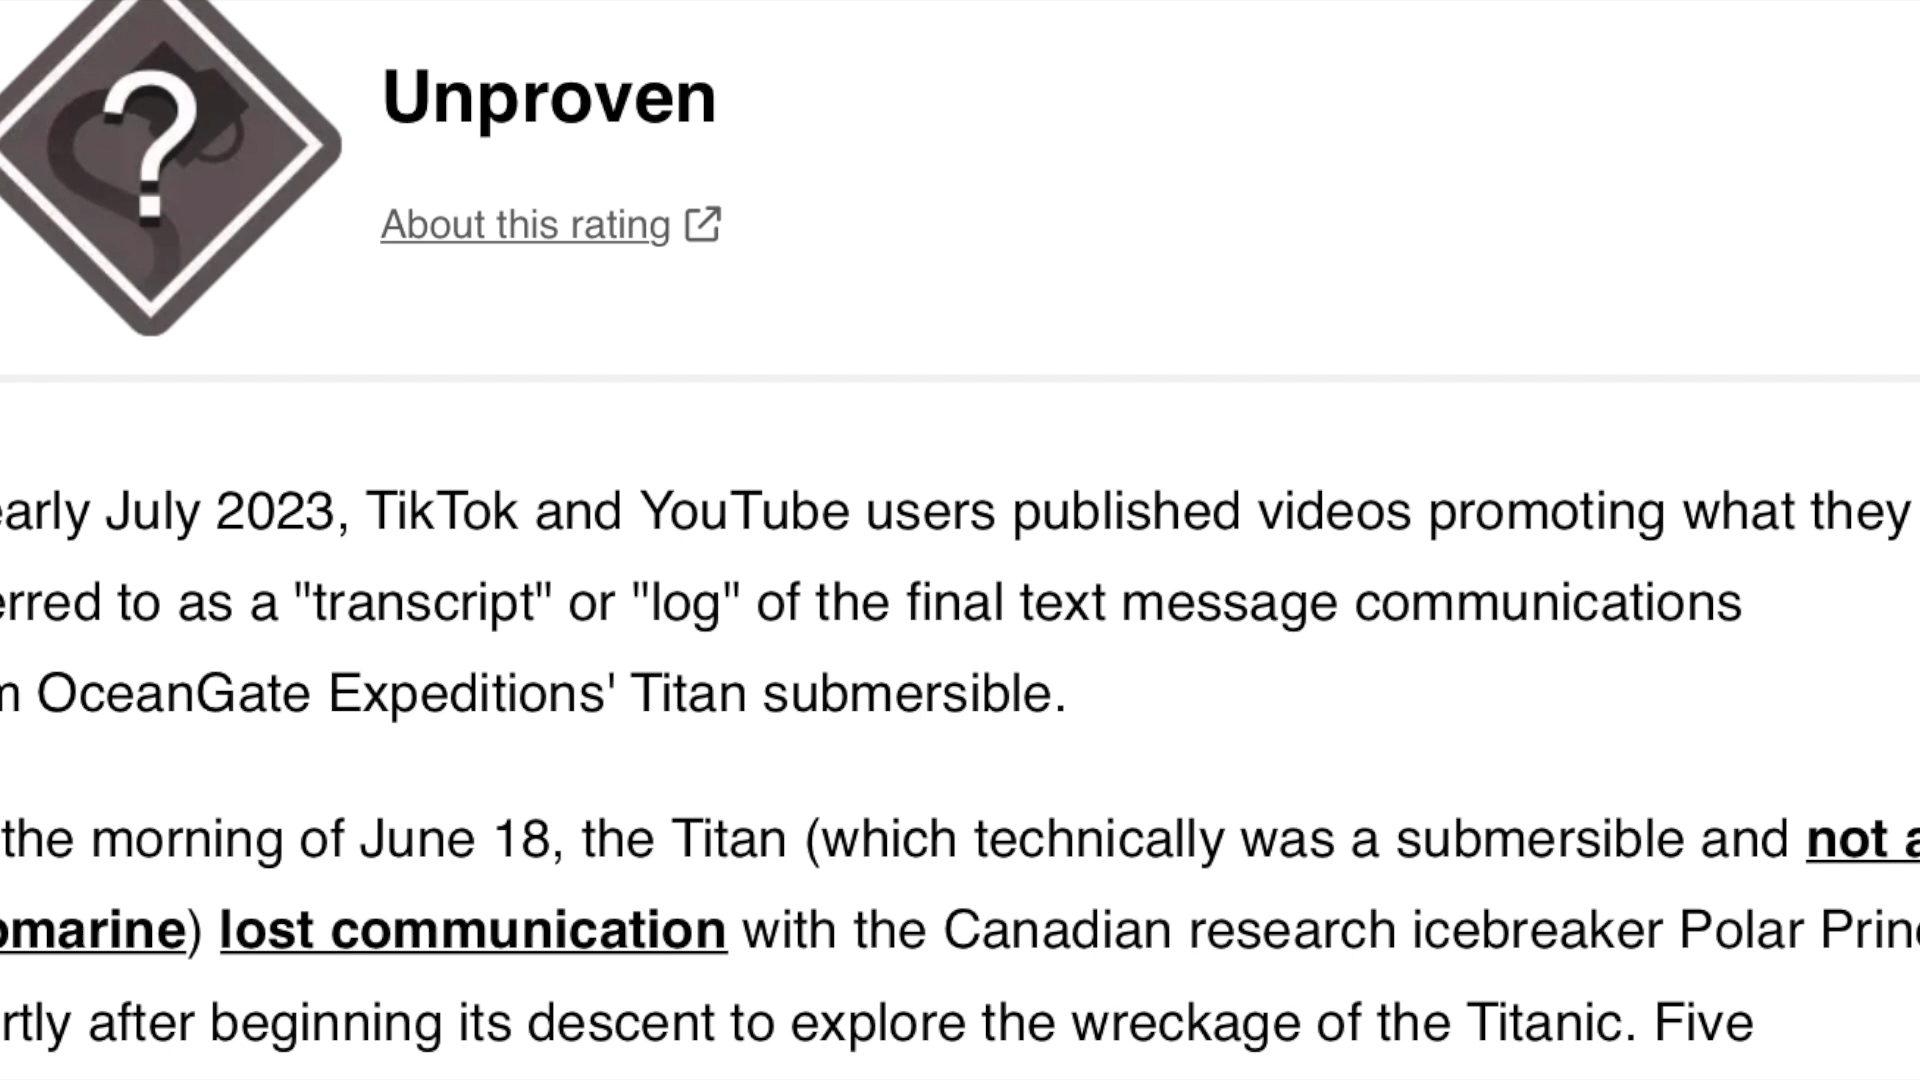 ?
Unproven
About this rating
early July 2023, TikTok and YouTube users published videos promoting what they
erred to as a "transcript" or "log" of the final text message communications
m OceanGate Expeditions' Titan submersible.
the morning of June 18, the Titan (which technically was a submersible and not a
omarine) lost communication with the Canadian research icebreaker Polar Princ
rtly after beginning its descent to explore the wreckage of the Titanic. Five